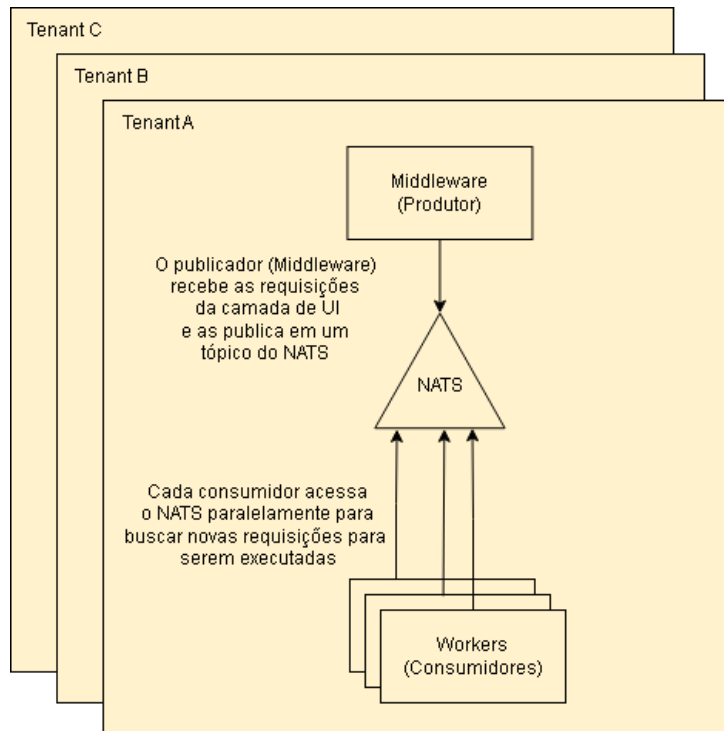 Tenant C
Tenant B
Tenant A
Middleware
(Produtor)
O publicador (Middleware)
recebe as requisições
da camada de UI
e as publica em um
tópico do NATS
NATS
Cada consumidor acessa
o NATS paralelamente para
buscar novas requisições para
serem executadas
Workers
(Consumidores)